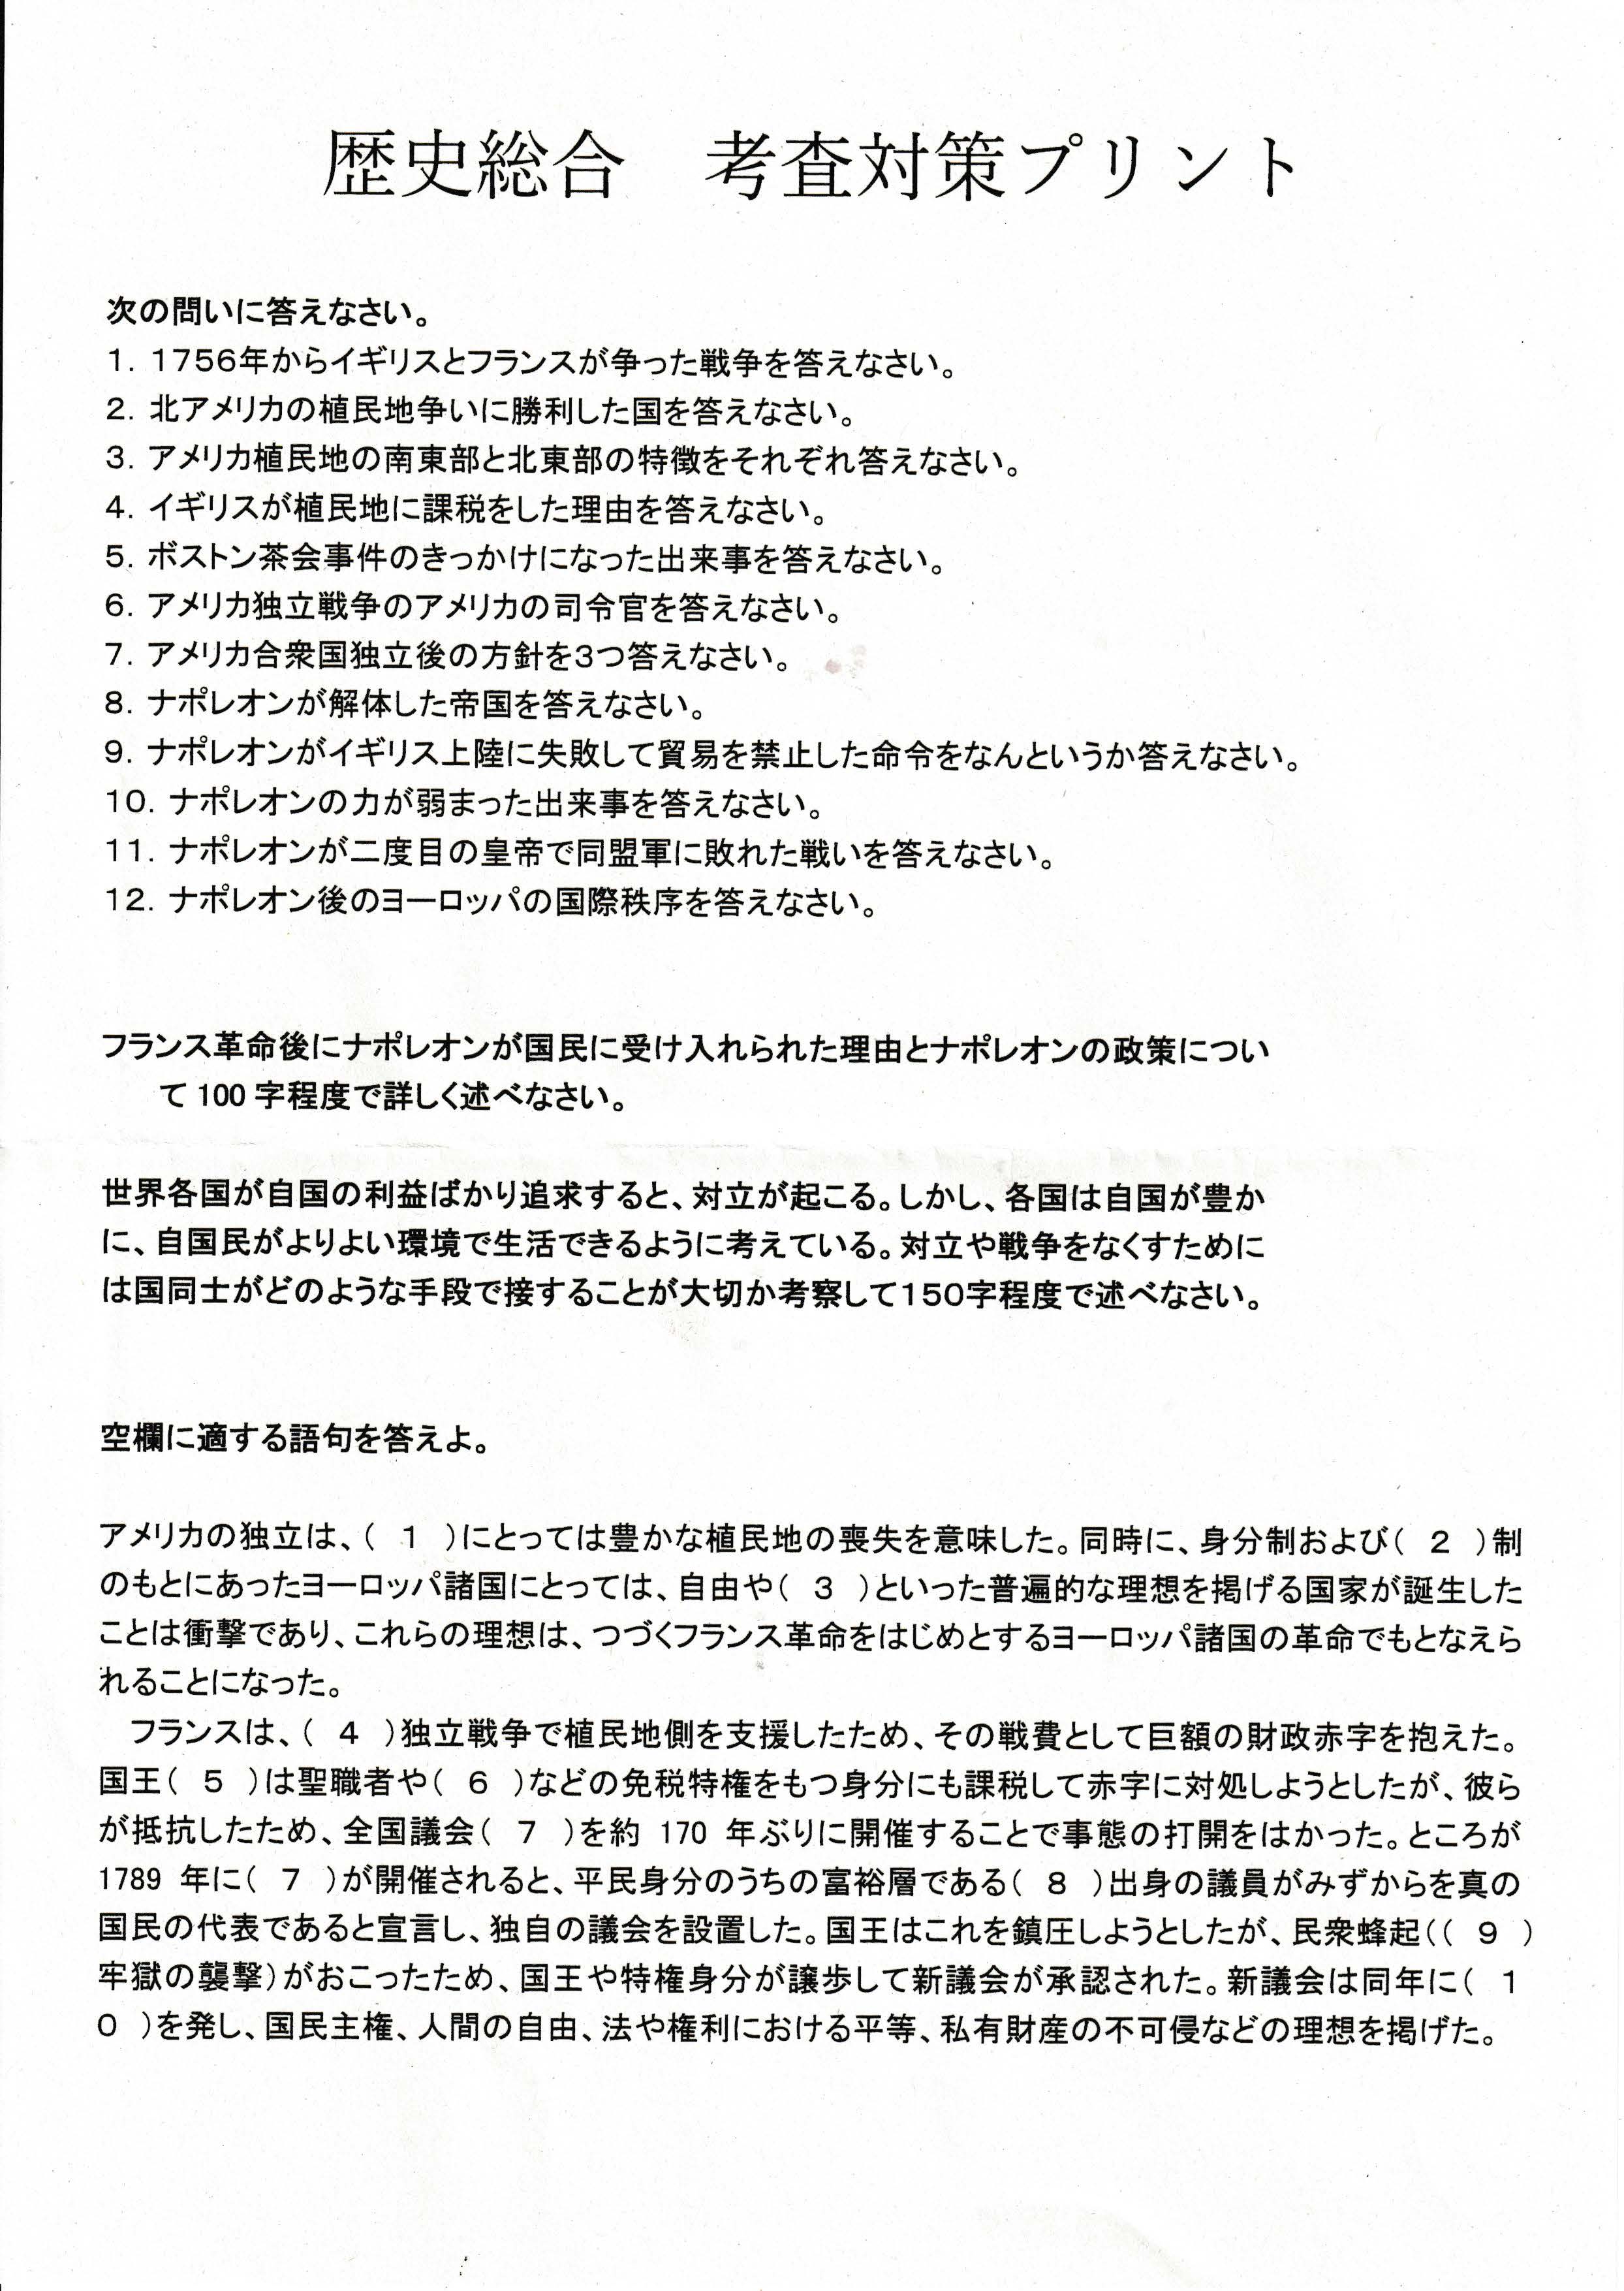 歴史総合　考査対策プリント
次の問いに答えなさい。
1. 1756年からイギリスとフランスが争った戦争を答えなさい。
2. 北アメリカの植民地争いに勝利した国を答えなさい。
3. アメリカ植民地の南東部と北東部の特徴をそれぞれ答えなさい。
4. イギリスが植民地に課税をした理由を答えなさい。
5. ボストン茶会事件のきっかけになった出来事を答えなさい。
6. アメリカ独立戦争のアメリカの司令官を答えなさい。
7. アメリカ合衆国独立後の方針を3つ答えなさい。
8. ナポレオンが解体した帝国を答えなさい。
9. ナポレオンがイギリス上陸に失敗して貿易を禁止した命令をなんというか答えなさい。
10. ナポレオンの力が弱まった出来事を答えなさい。
11. ナポレオンが二度目の皇帝で同盟軍に敗れた戦いを答えなさい。
12. ナポレオン後のヨーロッパの国際秩序を答えなさい。
フランス革命後にナポレオンが国民に受け入れられた理由とナポレオンの政策につい
て 100 字程度で詳しく述べなさい。
世界各国が自国の利益ばかり追求すると、対立が起こる。しかし、各国は自国が豊か
に、自国民がよりよい環境で生活できるように考えている。対立や戦争をなくすために
は国同士がどのような手段で接することが大切か考察して150字程度で述べなさい。
空欄に適する語句を答えよ。
アメリカの独立は、（　1　）にとっては豊かな植民地の喪失を意味した。同時に、身分制および（　2　）制
のもとにあったヨーロッパ諸国にとっては、自由や（　3　）といった普遍的な理想を掲げる国家が誕生した
ことは衝撃であり、これらの理想は、つづくフランス革命をはじめとするヨーロッパ諸国の革命でもとなえら
れることになった。
　フランスは、（　4　）独立戦争で植民地側を支援したため、その戦費として巨額の財政赤字を抱えた。
国王（　5　）は聖職者や（　6　）などの免税特権をもつ身分にも課税して赤字に対処しようとしたが、彼ら
が抵抗したため、全国議会（　7　）を約 170 年ぶりに開催することで事態の打開をはかった。ところが
1789 年に（　7　）が開催されると、平民身分のうちの富裕層である（　8　）出身の議員がみずからを真の
国民の代表であると宣言し、独自の議会を設置した。国王はこれを鎮圧しようとしたが、民衆蜂起（（　9　）
牢獄の襲撃）がおこったため、国王や特権身分が譲歩して新議会が承認された。新議会は同年に（　1
0　）を発し、国民主権、人間の自由、法や権利における平等、私有財産の不可侵などの理想を掲げた。